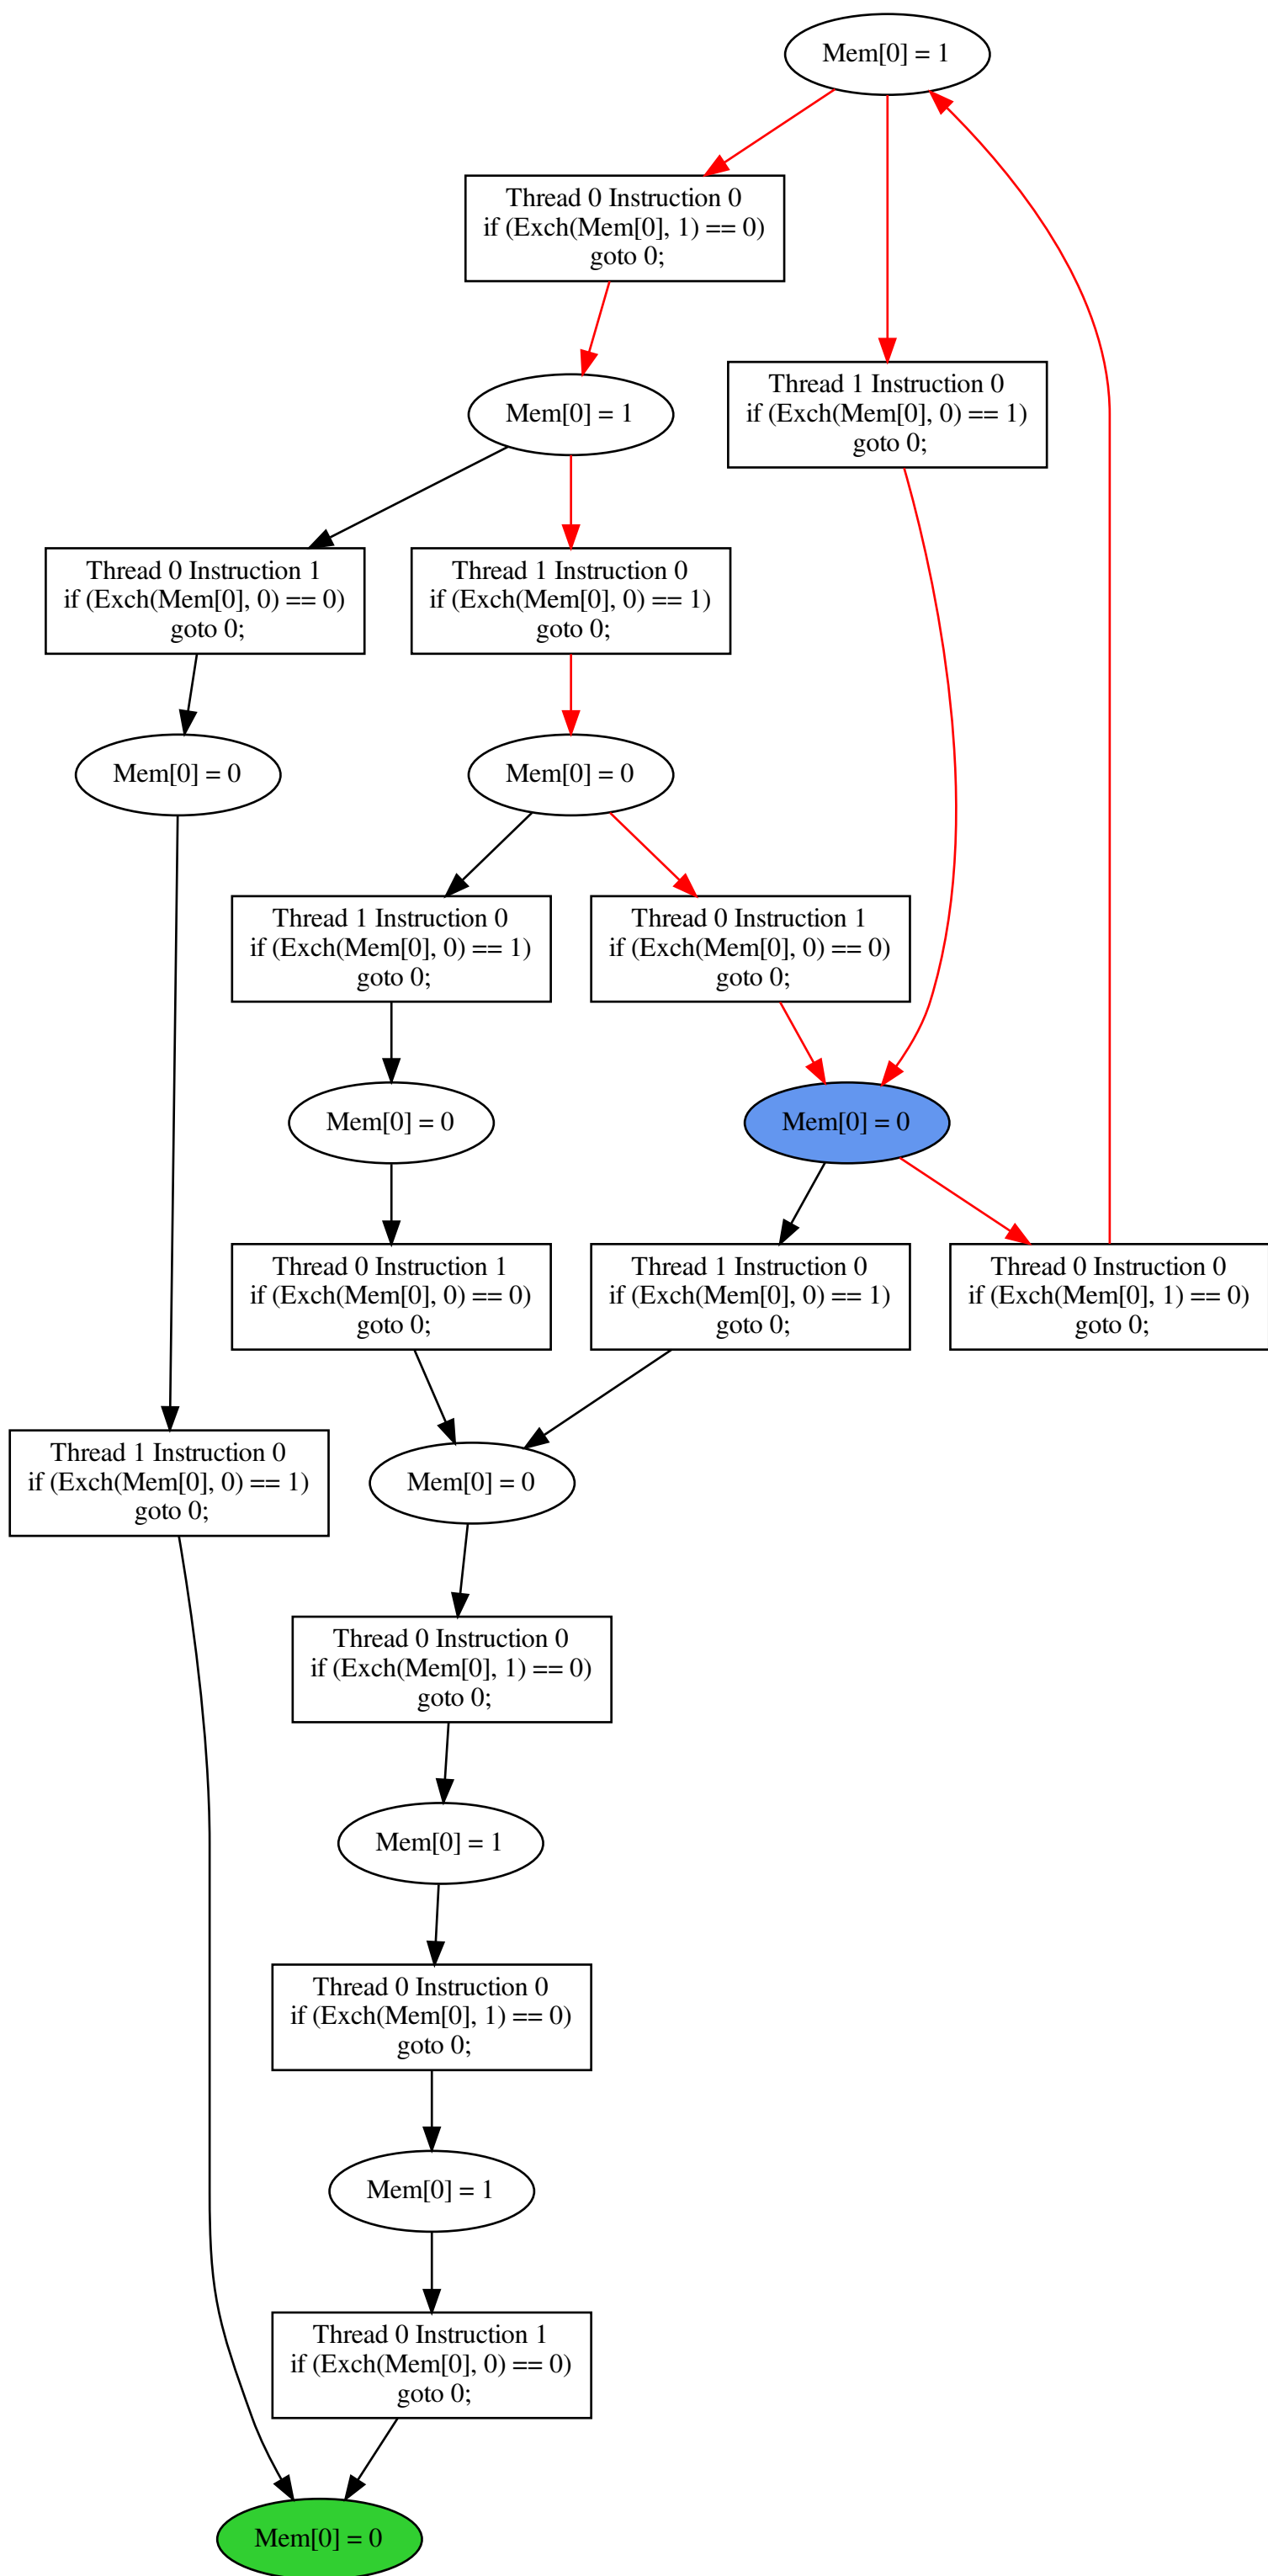 Mem[0] = 1
Thread 0 Instruction 0
if (Exch(Mem[0], 1) == 0)
goto 0;
Thread 1 Instruction 0
if (Exch(Mem[0], 0) == 1)
goto 0;
Mem[0] = 1
Thread 0 Instruction 1
if (Exch(Mem[0], 0) == 0)
goto 0;
Thread 1 Instruction 0
if (Exch(Mem[0], 0) == 1)
goto 0;
Mem[0] = 0
Mem[0] = 0
Thread 1 Instruction 0
if (Exch(Mem[0], 0) == 1)
goto 0;
Thread 0 Instruction 1
if (Exch(Mem[0], 0) == 0)
goto 0;
Mem[0] = 0
Mem[0] = 0
Thread 0 Instruction 1
if (Exch(Mem[0], 0) == 0)
goto 0;
Thread 1 Instruction 0
if (Exch(Mem[0], 0) == 1)
goto 0;
Thread 0 Instruction 0
if (Exch(Mem[0], 1) == 0)
goto 0;
Thread 1 Instruction 0
if (Exch(Mem[0], 0) == 1)
goto 0;
Mem[0] = 0
Thread 0 Instruction 0
if (Exch(Mem[0], 1) == 0)
goto 0;
Mem[0] = 1
Thread 0 Instruction 0
if (Exch(Mem[0], 1) == 0)
goto 0;
Mem[0] = 1
Thread 0 Instruction 1
if (Exch(Mem[0], 0) == 0)
goto 0;
Mem[0] = 0